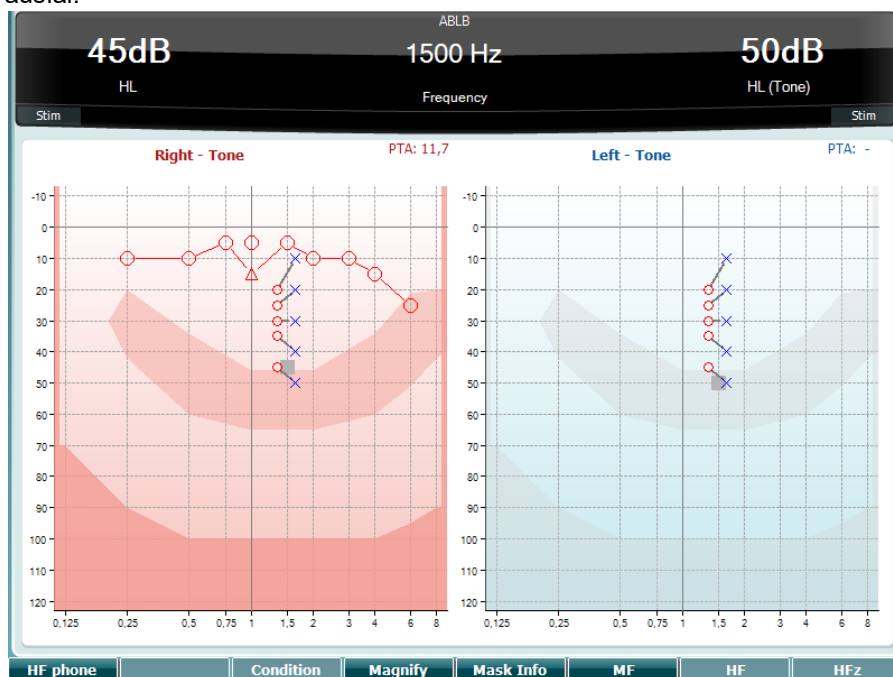 ABLB
45dB 1500 Hz 50dB
HL HL (Tone)
Frequency
Stim Stim
Right - Tone PTA: 11,7 Left - Tone PTA: -
-10 -10
0 0
10 10
20 20
30 30
40 40
50 50
60 60
70 70
80 80
90 90
100 100
110 110
120 120
0,125 0,25 0,5 0,75 1 1,5 2 3 4 6 8 0,125 0,25 0,5 0,75 1 1,5 2 3 4 6 8
HF phone Condition Magnify Mask Info MF HF HFz